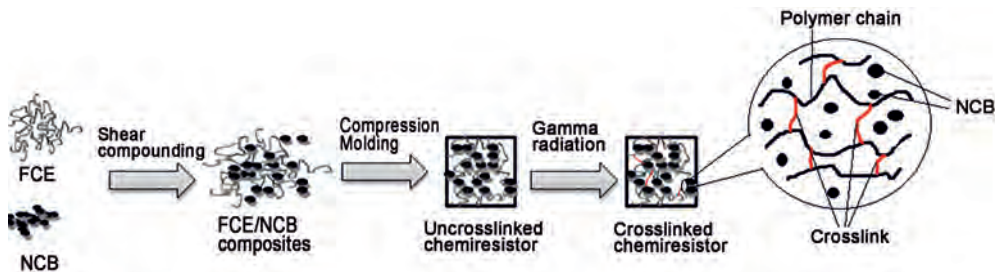 FCE
NCB
Shear
compounding
FCE/NCB
composites
Compression
Molding
Uncrosslinked
chemiresistor
Gamma
radiation
Crosslinked
chemiresistor
Polymer chain
NCB
Crosslink